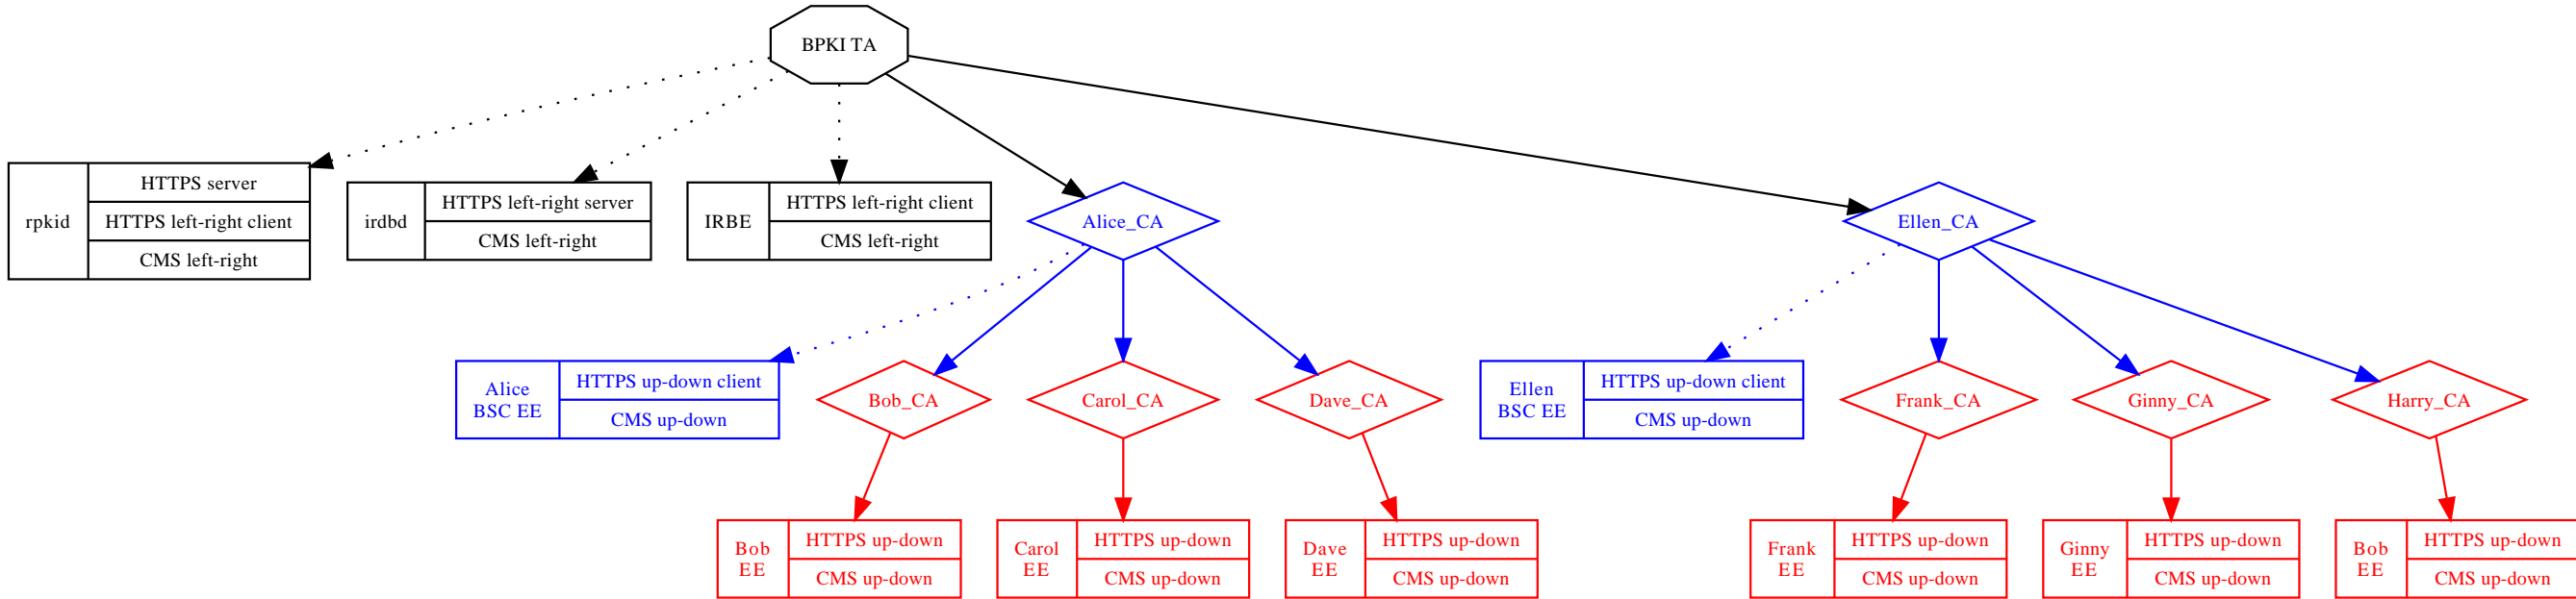 BPKI TA
rpkid
HTTPS server
HTTPS left-right client
CMS left-right
irdbd
HTTPS left-right server
CMS left-right
IRBE
HTTPS left-right client
CMS left-right
Alice_CA
Ellen_CA
Alice
BSC EE
HTTPS up-down client
CMS up-down
Bob_CA
Carol_CA
Dave_CA
Ellen
BSC EE
HTTPS up-down client
CMS up-down
Frank_CA
Ginny_CA
Harry_CA
Bob
EE
HTTPS up-down
CMS up-down
Carol
EE
HTTPS up-down
CMS up-down
Dave
EE
HTTPS up-down
CMS up-down
Frank
EE
HTTPS up-down
CMS up-down
Ginny
EE
HTTPS up-down
CMS up-down
Bob
EE
HTTPS up-down
CMS up-down